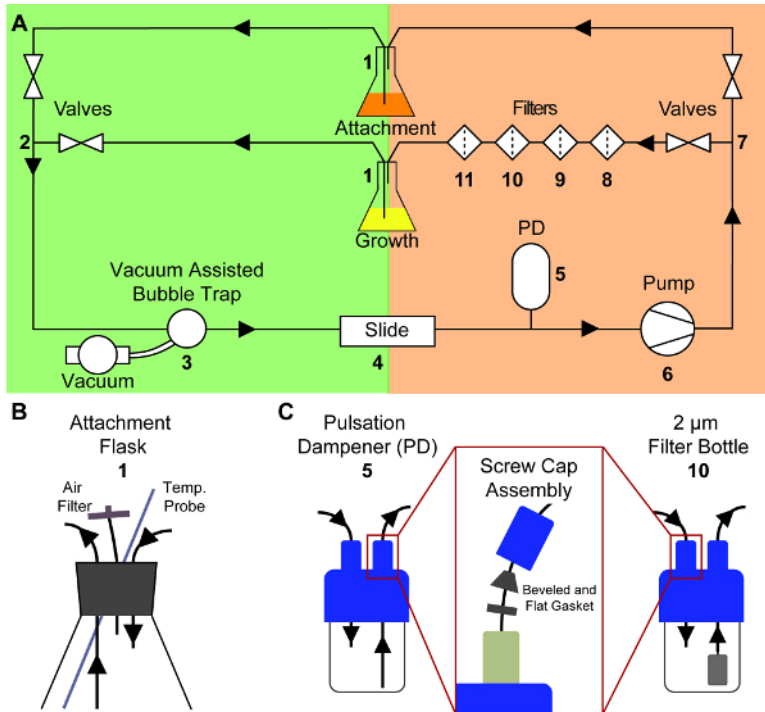 A
1
Attachment
Valves
2
Filters
Valves
7
11
10
9
8
1
Growth
PD
5
Pump
6
Vacuum Assisted
Bubble Trap
3
Vacuum
Slide
4
B
Attachment
Flask
1
Air
Filter
Temp.
Probe
C
Pulsation
Dampener (PD)
5
Screw Cap
Assembly
Beveled and
Flat Gasket
2 µm
Filter Bottle
10